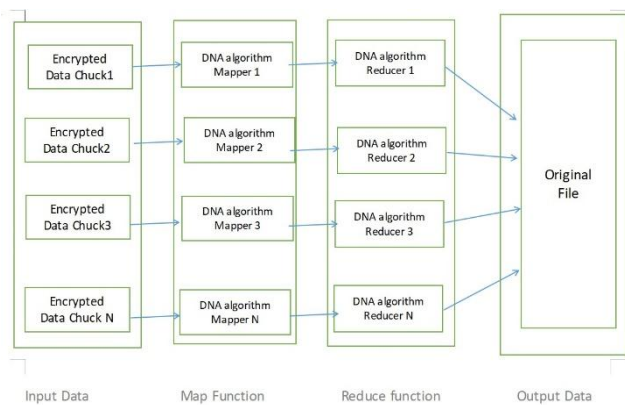 Encrypted
Data Chuck1
DNA algorithm
Mapper 1
DNA algorithm
Reducer 1
Encrypted
Data Chuck2
DNA algorithm
Mapper 2
DNA algorithm
Reducer 2
Encrypted
Data Chuck3
DNA algorithm
Mapper 3
DNA algorithm
Reducer 3
Encrypted
Data Chuck N
DNA algorithm
Mapper N
DNA algorithm
Reducer N
Original
File
Input Data
Map Function
Reduce function
Output Data